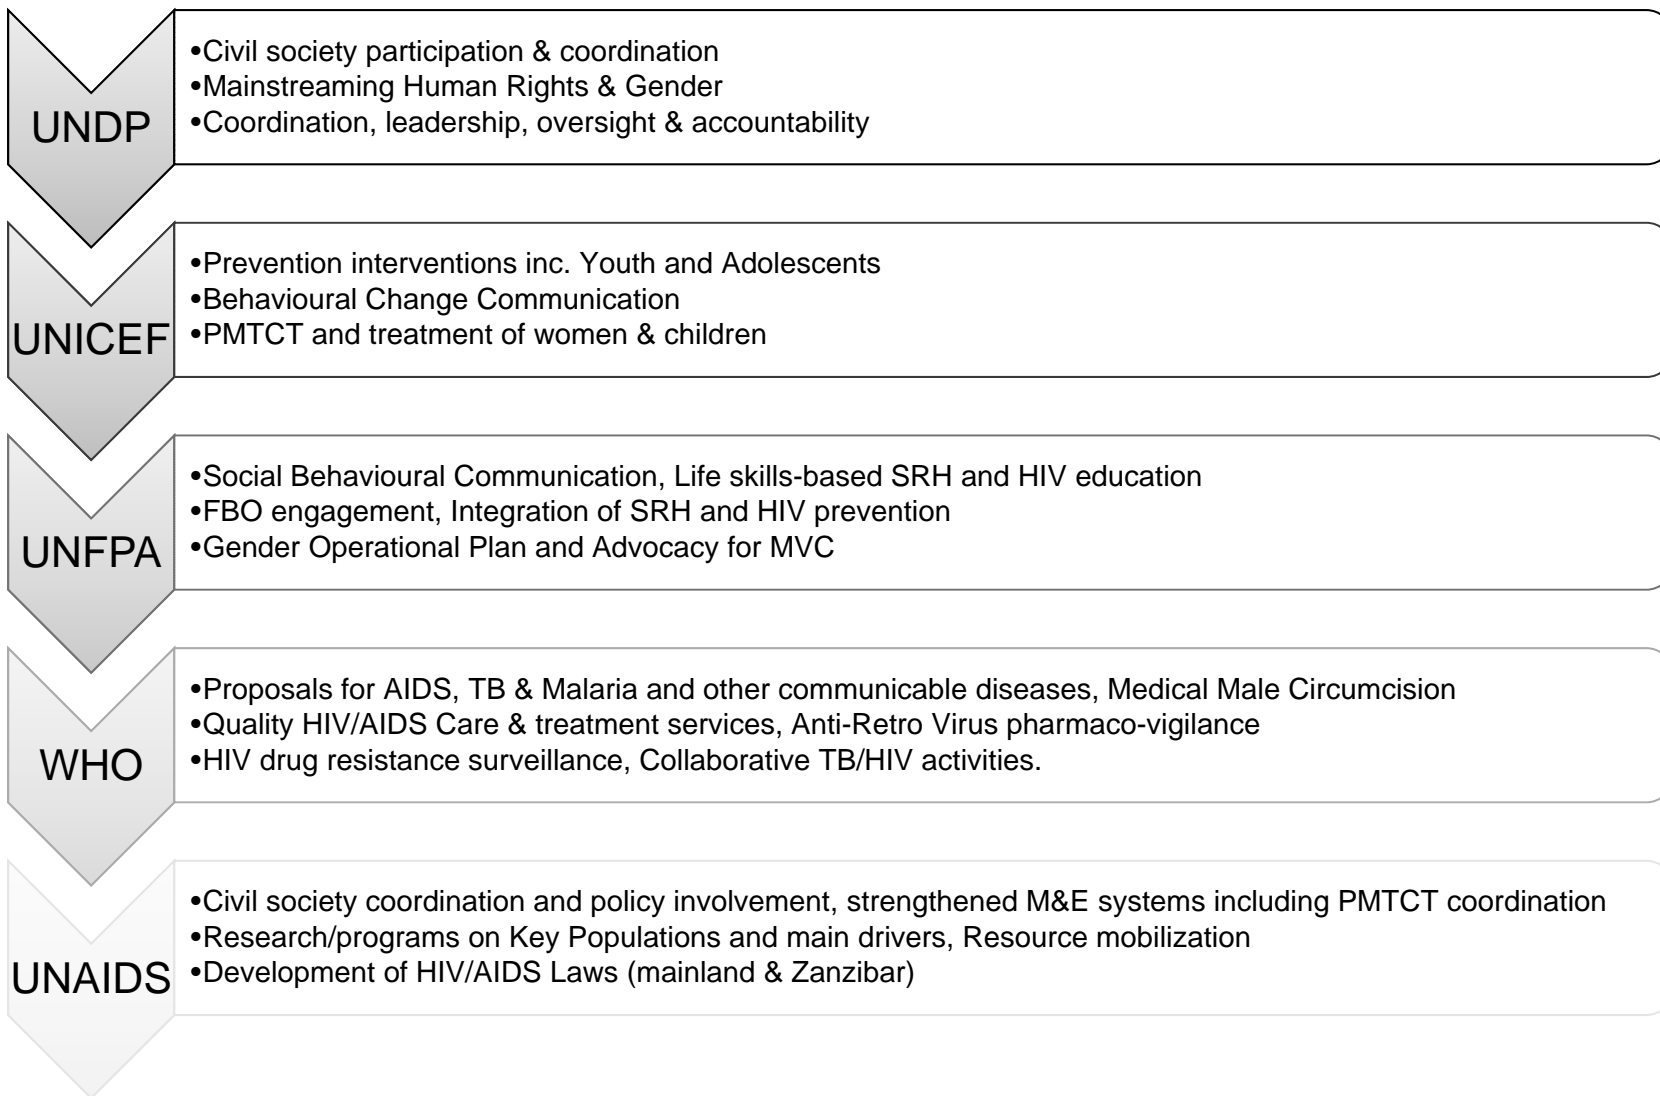 UNDP
•Civil society participation & coordination
•Mainstreaming Human Rights & Gender
•Coordination, leadership, oversight & accountability
UNICEF
•Prevention interventions inc. Youth and Adolescents
•Behavioural Change Communication
•PMTCT and treatment of women & children
UNFPA
•Social Behavioural Communication, Life skills-based SRH and HIV education
•FBO engagement, Integration of SRH and HIV prevention
•Gender Operational Plan and Advocacy for MVC
WHO
•Proposals for AIDS, TB & Malaria and other communicable diseases, Medical Male Circumcision
•Quality HIV/AIDS Care & treatment services, Anti-Retro Virus pharmaco-vigilance
•HIV drug resistance surveillance, Collaborative TB/HIV activities.
UNAIDS
•Civil society coordination and policy involvement, strengthened M&E systems including PMTCT coordination
•Research/programs on Key Populations and main drivers, Resource mobilization
•Development of HIV/AIDS Laws (mainland & Zanzibar)